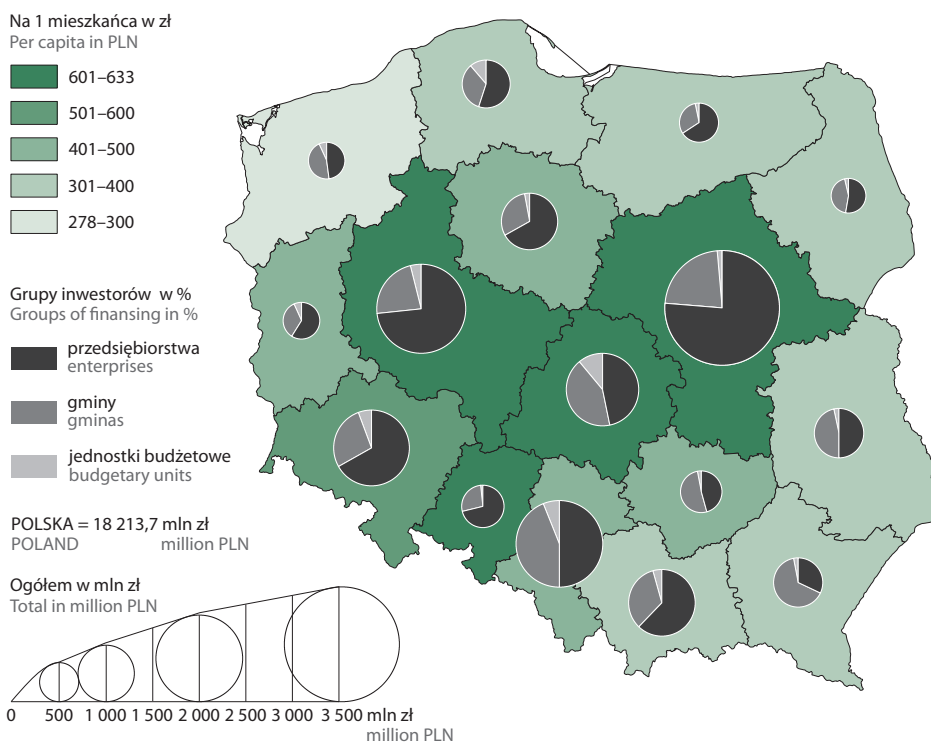 Na 1 mieszkańca w zł
Per capita in PLN
601–633
501–600
401–500
301–400
278–300
Grupy inwestorów w %
Groups of financing in %
przedsiębiorstwa
enterprises
gminy
gminas
jednostki budżetowe
budgetary units
POLSKA = 18 213,7 mln zł
POLAND million PLN
Ogółem w mln zł
Total in million PLN
0 500 1 000 1 500 2 000 2 500 3 000 3 500 mln zł
million PLN